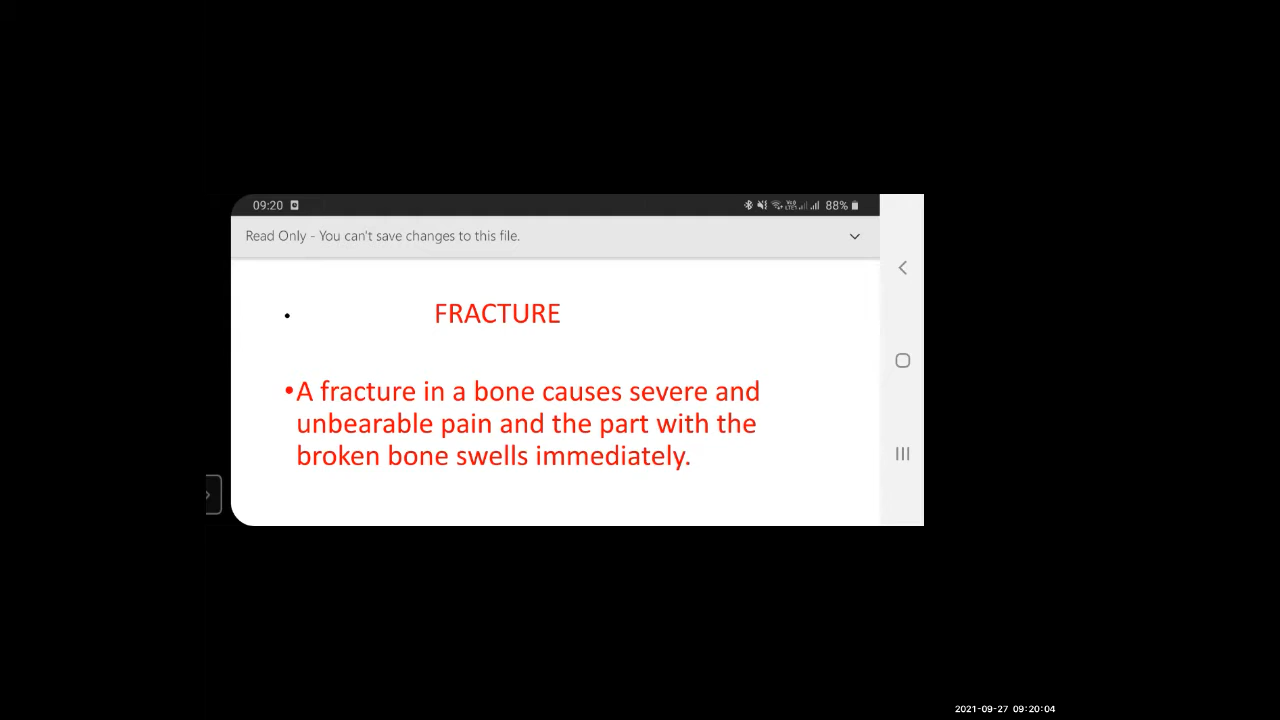 09:20 88%
Read Only - You can't save changes to this file.
• FRACTURE
•A fracture in a bone causes severe and
unbearable pain and the part with the
broken bone swells immediately.
2021-09-27 09:20:04